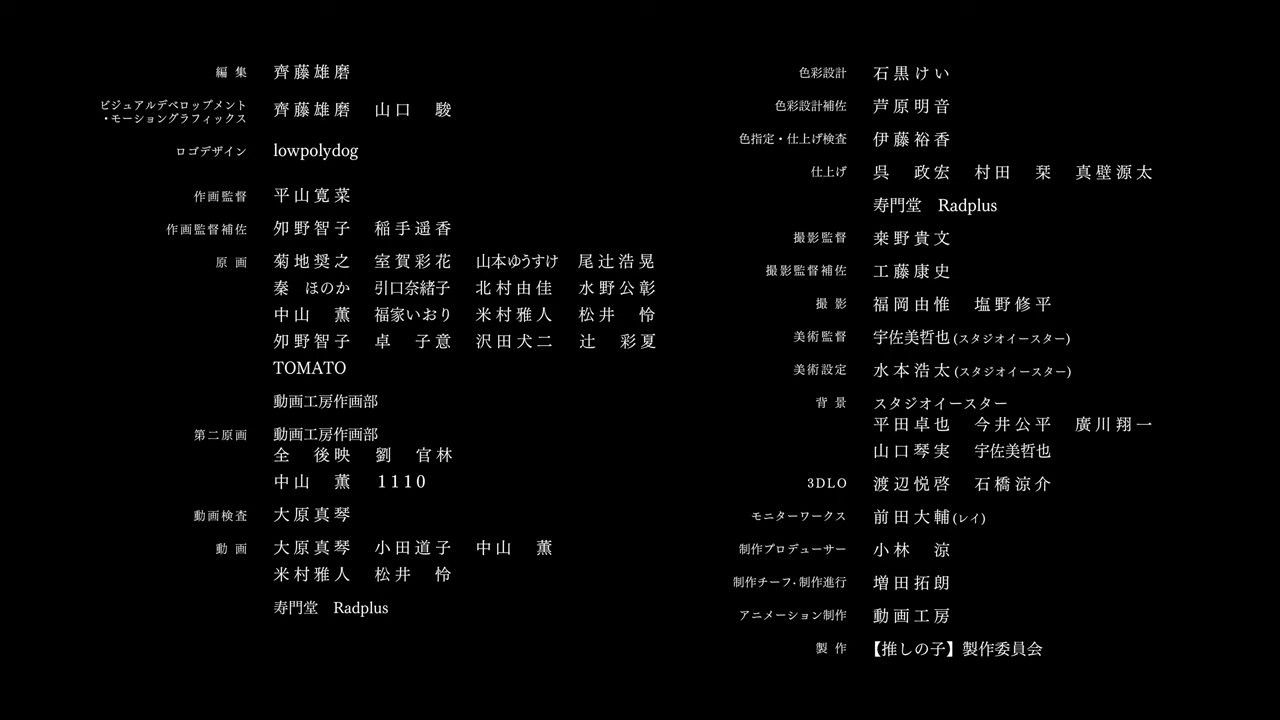 編集 齊藤雄磨
ビジュアルデベロップメント
・モーショングラフィックス 齊藤雄磨 山口 駿
ロゴデザイン lowpolydog
作画監督 平山寛菜
作画監督補佐 夘野智子 稲手遥香
原画 菊地奨之 室賀彩花 山本ゆうすけ 尾辻浩晃
秦 ほのか 引口奈緒子 北村由佳 水野公彰
中山 薫 福家いおり 米村雅人 松井 怜
夘野智子 卓 子意 沢田犬二 辻 彩夏
TOMATO
動画工房作画部
第二原画 動画工房作画部
全 後映 劉 官林
中山 薫 1110
動画検査 大原真琴
動画 大原真琴 小田道子 中山 薫
米村雅人 松井 怜
寿門堂 Radplus
色彩設計 石黒けい
色彩設計補佐 芦原明音
色指定・仕上げ検査 伊藤裕香
仕上げ 呉 政宏 村田 栞 真壁源太
寿門堂 Radplus
撮影監督 桒野貴文
撮影監督補佐 工藤康史
撮影 福岡由惟 塩野修平
美術監督 宇佐美哲也(スタジオイースター)
美術設定 水本浩太(スタジオイースター)
背景 スタジオイースター
平田卓也 今井公平 廣川翔一
山口琴実 宇佐美哲也
3DLO 渡辺悦啓 石橋涼介
モニターワークス 前田大輔(レイ)
制作プロデューサー 小林 涼
制作チーフ・制作進行 増田拓朗
アニメーション制作 動画工房
製作 【推しの子】製作委員会